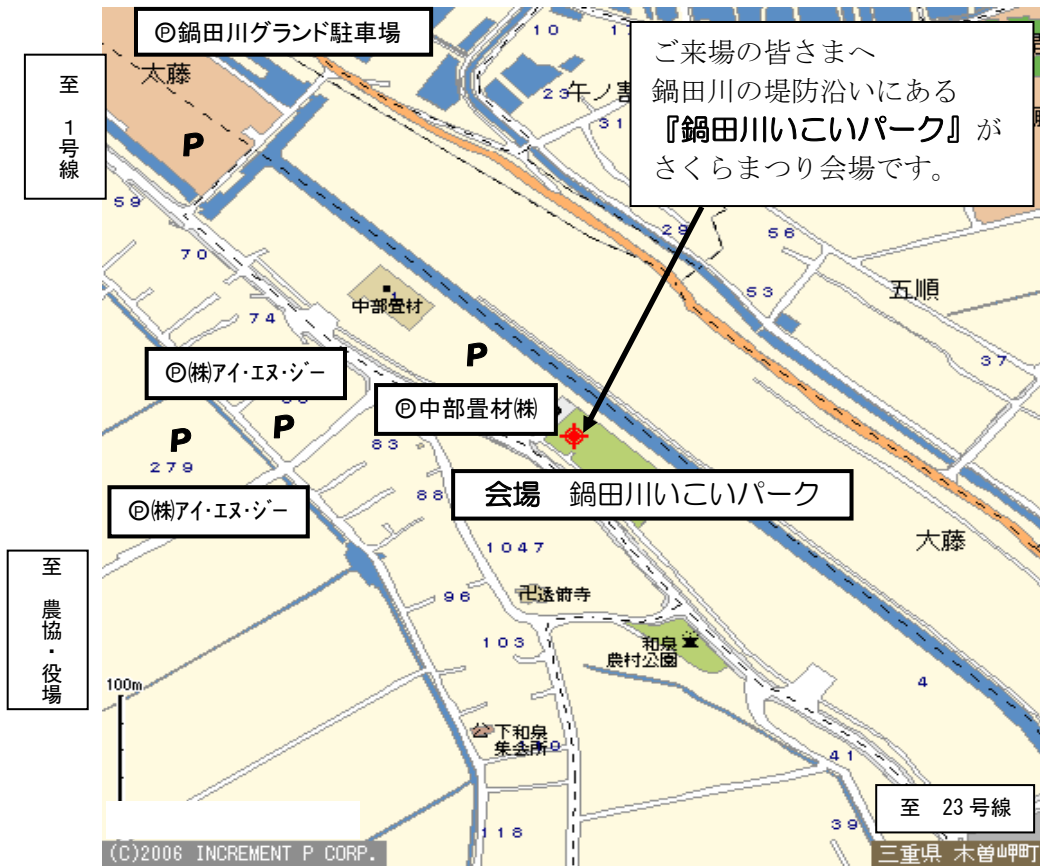 Ⓟ鍋田川グランド駐車場
太藤
至 1号線
P
ご来場の皆さまへ
鍋田川の堤防沿いにある
『鍋田川いこいパーク』が
さくらまつり会場です。
10
23
午ノ割
31
29
56
53
五順
37
59
70
74
中部畳材
P
Ⓟ(株)アイ・エヌ・ジー
Ⓟ中部畳材(株)
P
P
83
279
88
会場 鍋田川いこいパーク
Ⓟ(株)アイ・エヌ・ジー
大藤
至 農協・役場
1047
96
卍透崩寺
103
和泉
農村公園
4
100m
公下和泉
集会所
41
118
39
至 23号線
(C)2006 INCREMENT P CORP.
三重県 木曽岬町